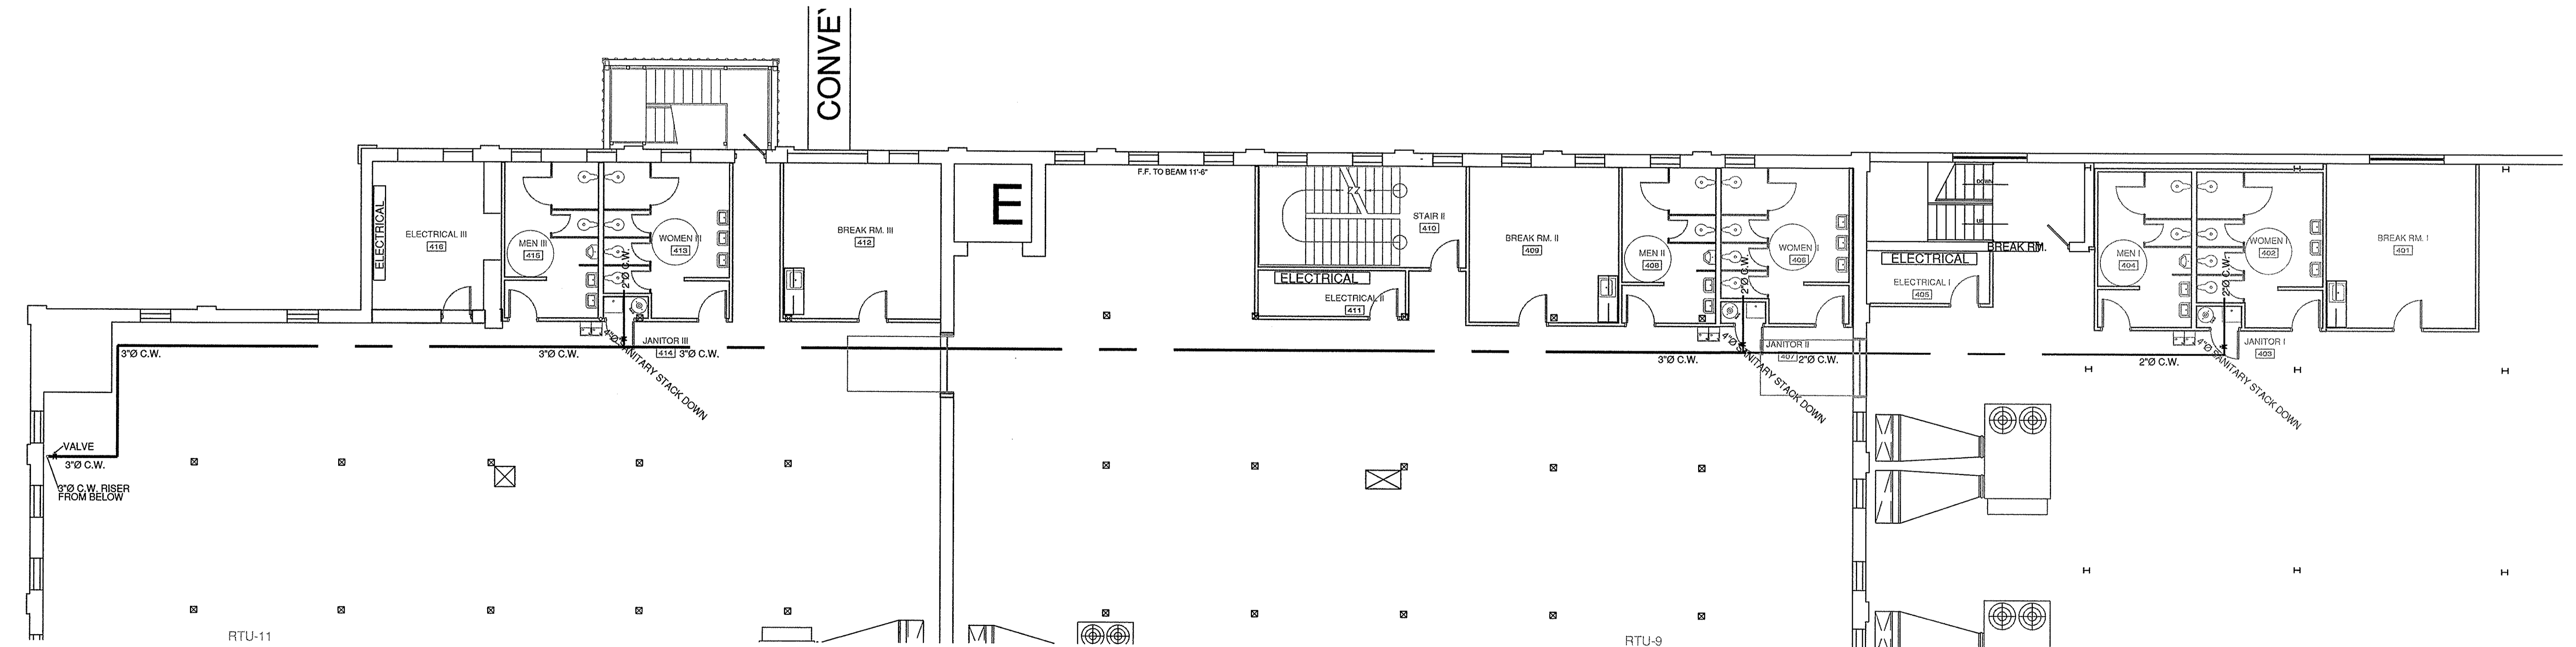 CONVEY
E
F.F. TO BEAM 11'-6"
ELECTRICAL
ELECTRICAL III
416
MEN III
415
WOMEN III
413
2"Ø C.W.
BREAK RM. III
412
STAIR II
410
ELECTRICAL
ELECTRICAL II
411
BREAK RM. II
409
MEN II
408
WOMEN II
406
2"Ø C.W.
DOWN
UP
BREAK RM.
ELECTRICAL
ELECTRICAL I
405
MEN I
404
WOMEN I
402
2"Ø C.W.
BREAK RM. I
401
3"Ø C.W.
3"Ø C.W.
JANITOR III
414
3"Ø C.W.
4"Ø SANITARY STACK DOWN
3"Ø C.W.
JANITOR II
407
2"Ø C.W.
4"Ø SANITARY STACK DOWN
2"Ø C.W.
JANITOR I
403
4"Ø SANITARY STACK DOWN
VALVE
3"Ø C.W.
3"Ø C.W. RISER
FROM BELOW
RTU-11
RTU-9